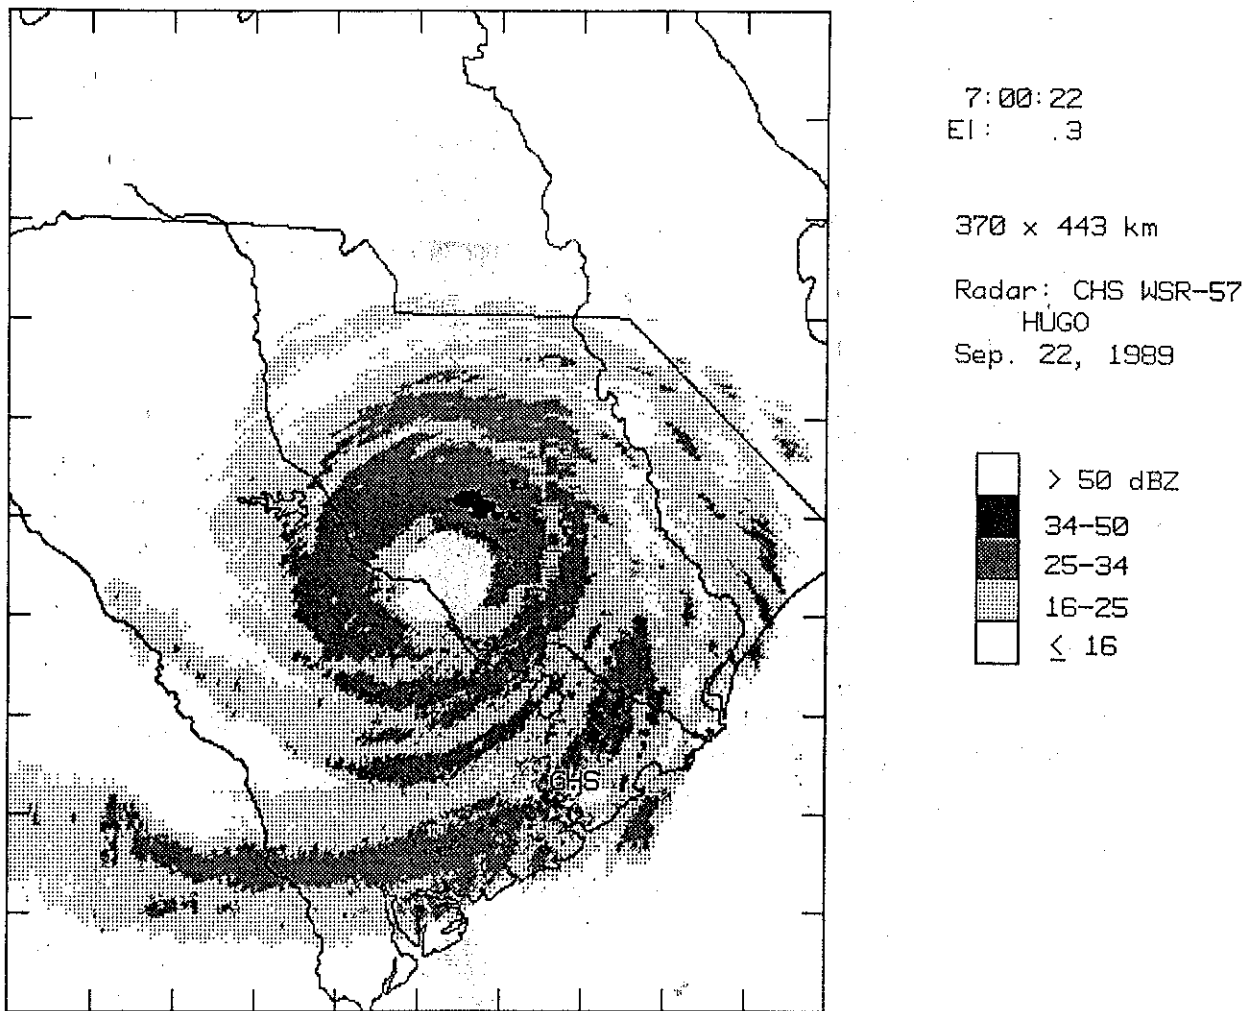 7:00:22
El: .3
370 x 443 km
Radar: CHS WSR-57
HUGO
Sep. 22, 1989
> 50 dBZ
34-50
25-34
16-25
≤ 16
CHS